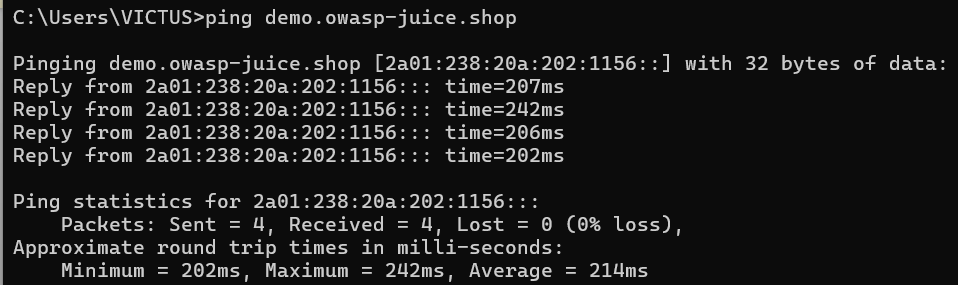 C:\Users\VICTUS>ping demo.owasp-juice.shop
Pinging demo.owasp-juice.shop [2a01:238:20a:202:1156::] with 32 bytes of data:
Reply from 2a01:238:20a:202:1156::: time=207ms
Reply from 2a01:238:20a:202:1156::: time=242ms
Reply from 2a01:238:20a:202:1156::: time=206ms
Reply from 2a01:238:20a:202:1156::: time=202ms
Ping statistics for 2a01:238:20a:202:1156:::
Packets: Sent = 4, Received = 4, Lost = 0 (0% loss),
Approximate round trip times in milli-seconds:
Minimum = 202ms, Maximum = 242ms, Average = 214ms